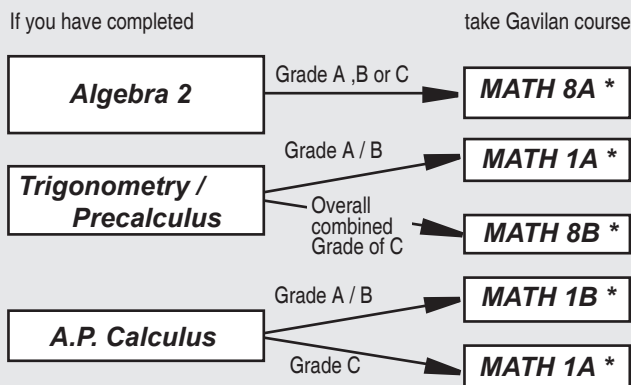 If you have completed
take Gavilan course
Algebra 2
Grade A ,B or C
MATH 8A *
Trigonometry /
Precalculus
Grade A / B
MATH 1A *
Overall
combined
Grade of C
MATH 8B *
A.P. Calculus
Grade A / B
MATH 1B *
Grade C
MATH 1A *